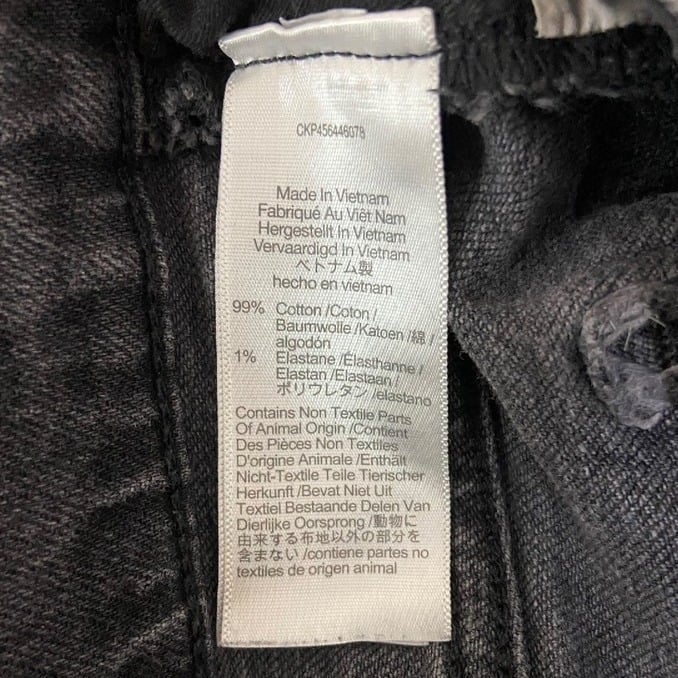 CKP456446078
Made In Vietnam
Fabriqué Au Viêt Nam
Hergestellt In Vietnam
Vervaardigd In Vietnam
ベトナム製
hecho en vietnam
99% Cotton /Coton /
Baumwolle /Katoen /綿 /
algodón
1% Elastane /Élasthanne /
Elastan /Elastaan /
ポリウレタン /elastano
Contains Non Textile Parts
Of Animal Origin /Contient
Des Pièces Non Textiles
D'origine Animale /Enthält
Nicht-Textile Teile Tierischer
Herkunft /Bevat Niet Uit
Textiel Bestaande Delen Van
Dierlijke Oorsprong /動物に
由来する布地以外の部分を
含まない /contiene partes no
textiles de origen animal